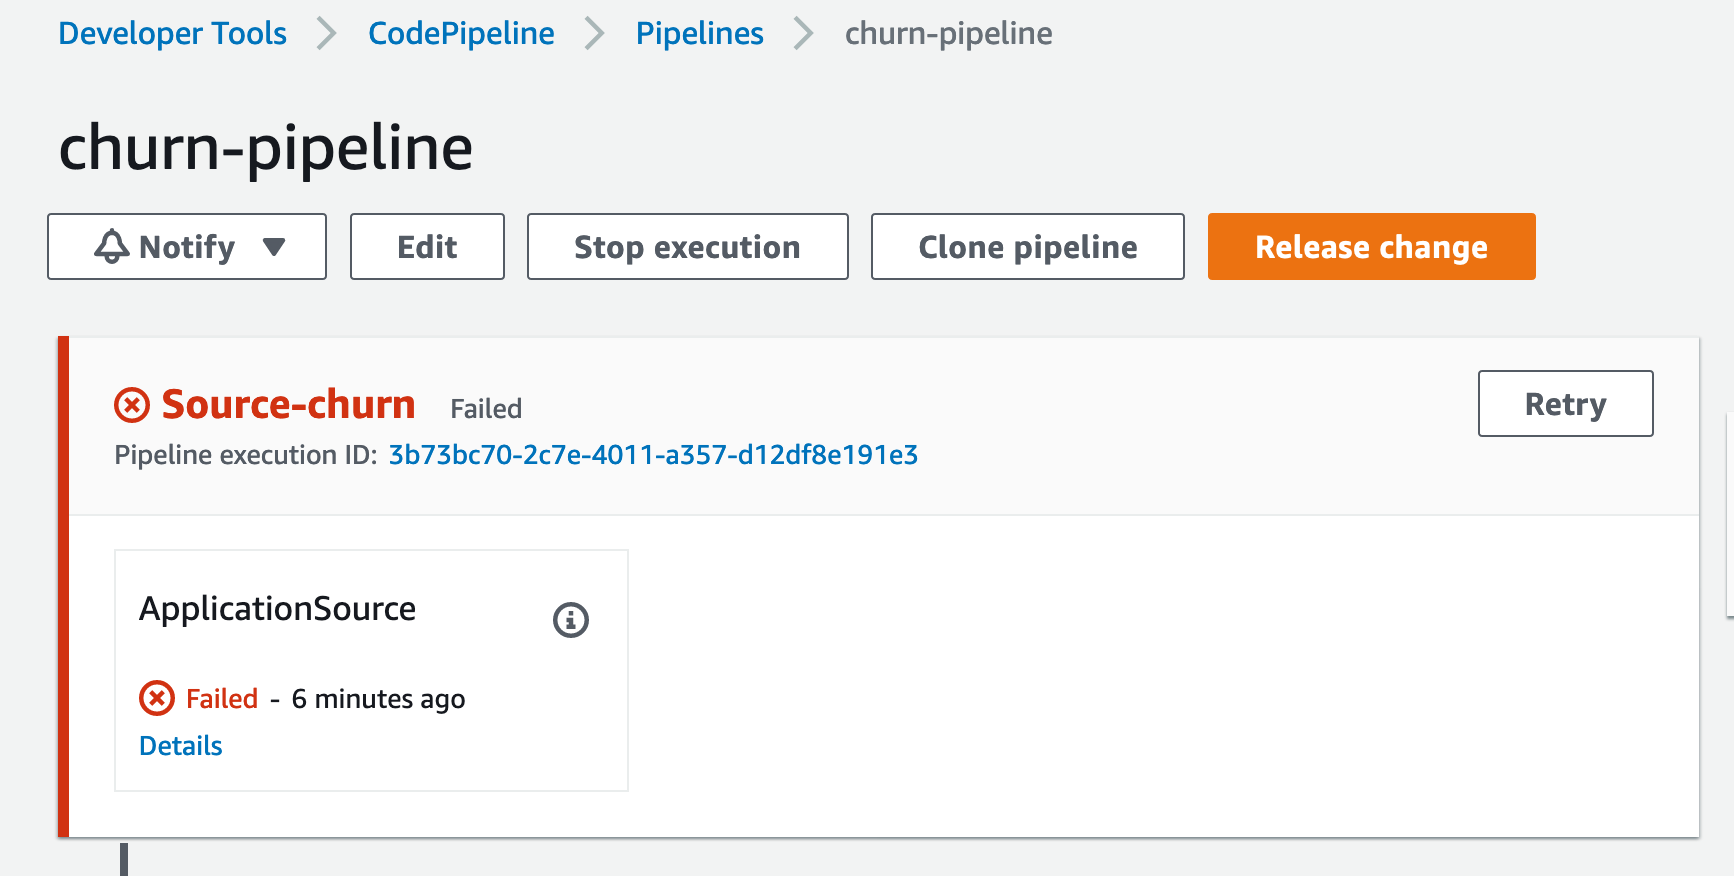 Developer Tools CodePipeline Pipelines churn-pipeline
churn-pipeline
Notify Edit Stop execution Clone pipeline Release change
Source-churn Failed Retry
Pipeline execution ID: 3b73bc70-2c7e-4011-a357-d12df8e191e3
ApplicationSource
Failed - 6 minutes ago
Details